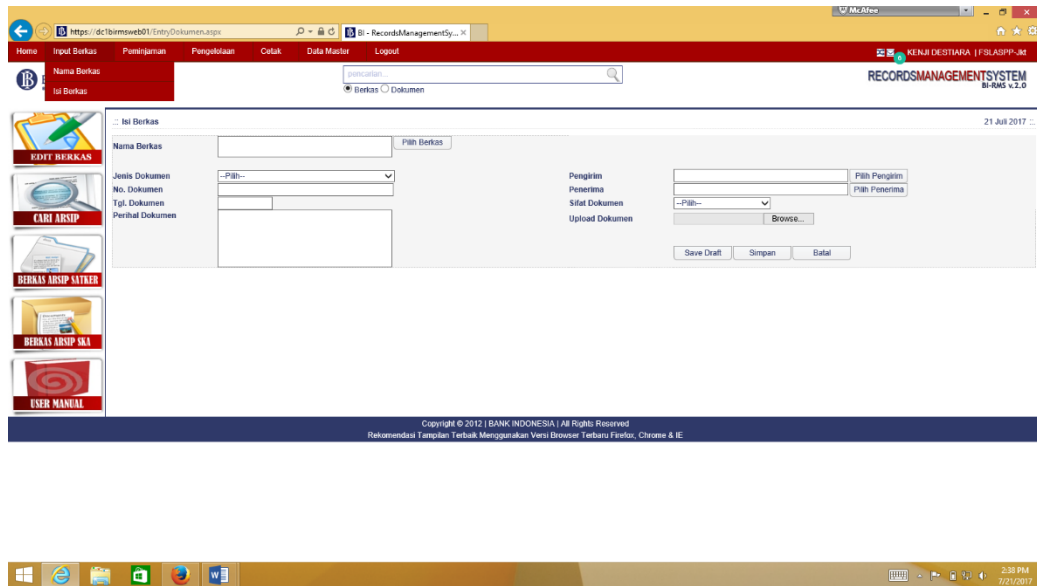 McAfee
https://dc1birmsweb01/EntryDokumen.aspx
BI - RecordsManagementSy...
Home Input Berkas Peminjaman Pengelolaan Cetak Data Master Logout
6 KENJI DESTIARA | FSLASPP-Jkt
Nama Berkas
Isi Berkas
pencarian...
Berkas Dokumen
RECORDSMANAGEMENTSYSTEM
BI-RMS v.2.0
.:: Isi Berkas
21 Juli 2017 ::.
Nama Berkas Pilih Berkas
Jenis Dokumen --Pilih-- Pengirim Pilih Pengirim
No. Dokumen Penerima Pilih Penerima
Tgl. Dokumen Sifat Dokumen --Pilih--
Perihal Dokumen Upload Dokumen Browse...
Save Draft Simpan Batal
EDIT BERKAS
CARI ARSIP
BERKAS ARSIP SATKER
BERKAS ARSIP SKA
USER MANUAL
Copyright © 2012 | BANK INDONESIA | All Rights Reserved
Rekomendasi Tampilan Terbaik Menggunakan Versi Browser Terbaru Firefox, Chrome & IE
2:38 PM
7/21/2017